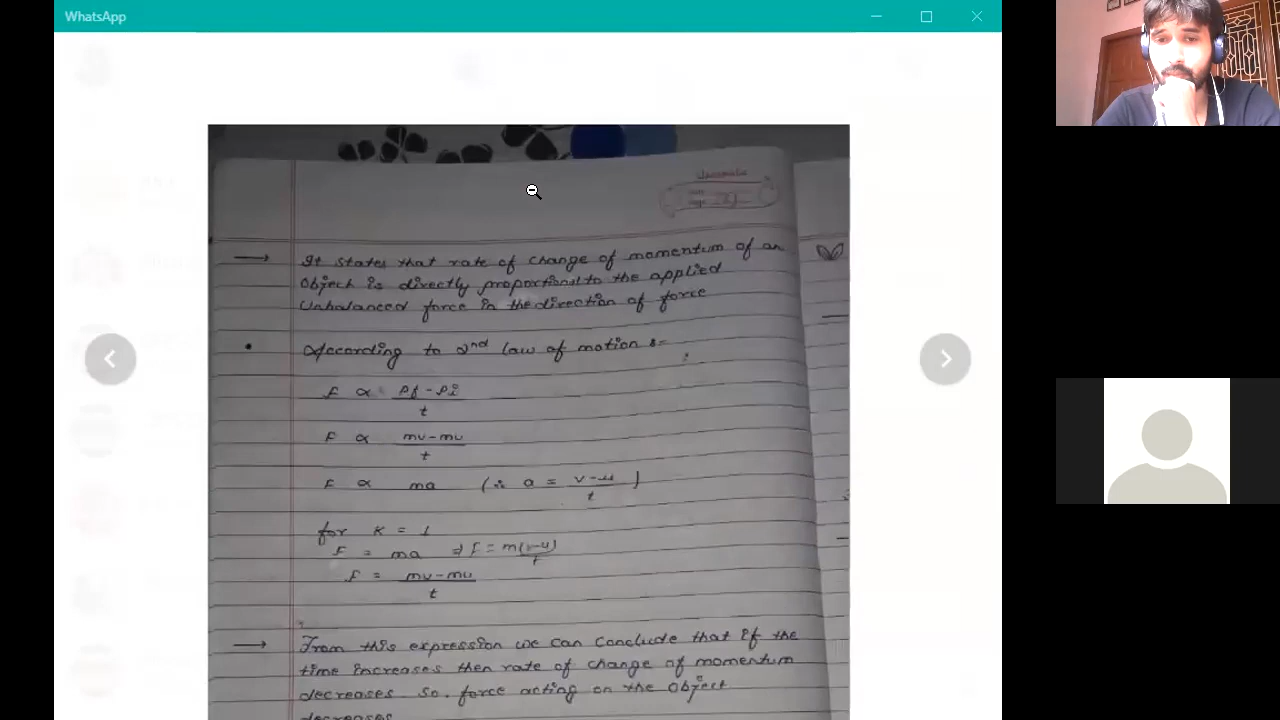 WhatsApp
→ It states that rate of change of momentum of an
object is directly proportional to the applied
unbalanced force in the direction of force
• According to 2nd law of motion :-
F ∝ Pf - Pi / t
F ∝ mv - mu / t
F ∝ ma (∴ a = v - u / t)
for K = 1
F = ma ⇒ F = m(v-u) / t
F = mv - mu / t
→ From this expression we can conclude that if the
time increases then rate of change of momentum
decreases. so, force acting on the object
decreases